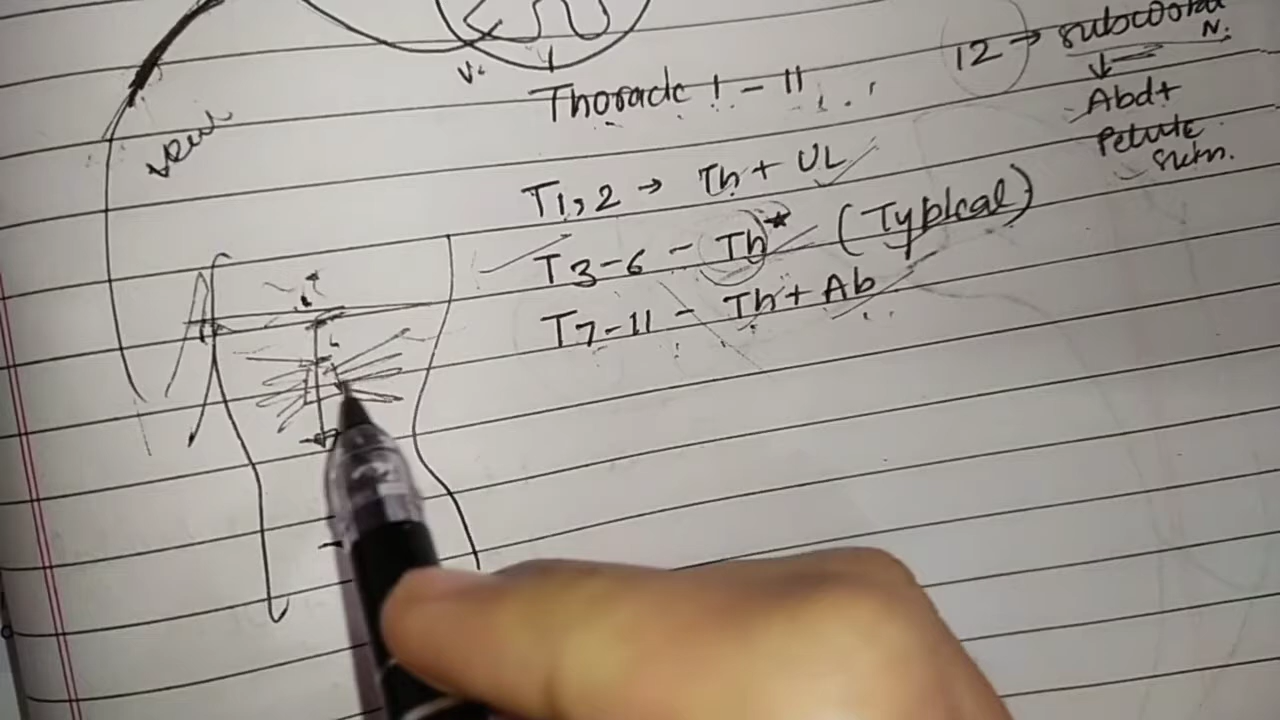 12 → subcostal
N.
V.
Thoracic 1 - 11
Abd +
T1,2 → Th + UL
T3-6 - Th* (Typical)
T7-11 - Th + Ab